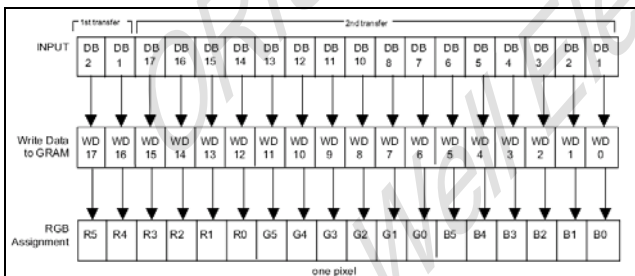 1st transfer 2nd transfer
INPUT DB 2 DB 1 DB 17 DB 16 DB 15 DB 14 DB 13 DB 12 DB 11 DB 10 DB 8 DB 7 DB 6 DB 5 DB 4 DB 3 DB 2 DB 1
Write Data to GRAM WD 17 WD 16 WD 15 WD 14 WD 13 WD 12 WD 11 WD 10 WD 9 WD 8 WD 7 WD 6 WD 5 WD 4 WD 3 WD 2 WD 1 WD 0
RGB Assignment R5 R4 R3 R2 R1 R0 G5 G4 G3 G2 G1 G0 B5 B4 B3 B2 B1 B0
one pixel